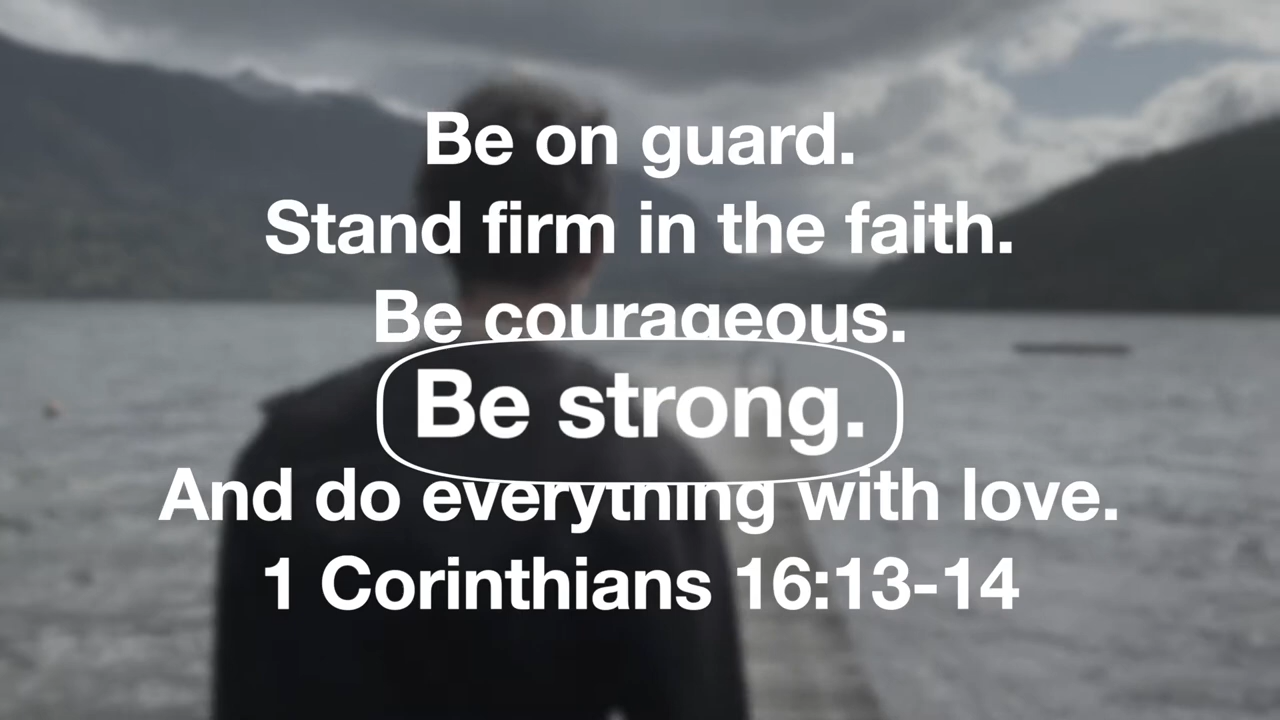 Be on guard.
Stand firm in the faith.
Be courageous.
Be strong.
And do everything with love.
1 Corinthians 16:13-14